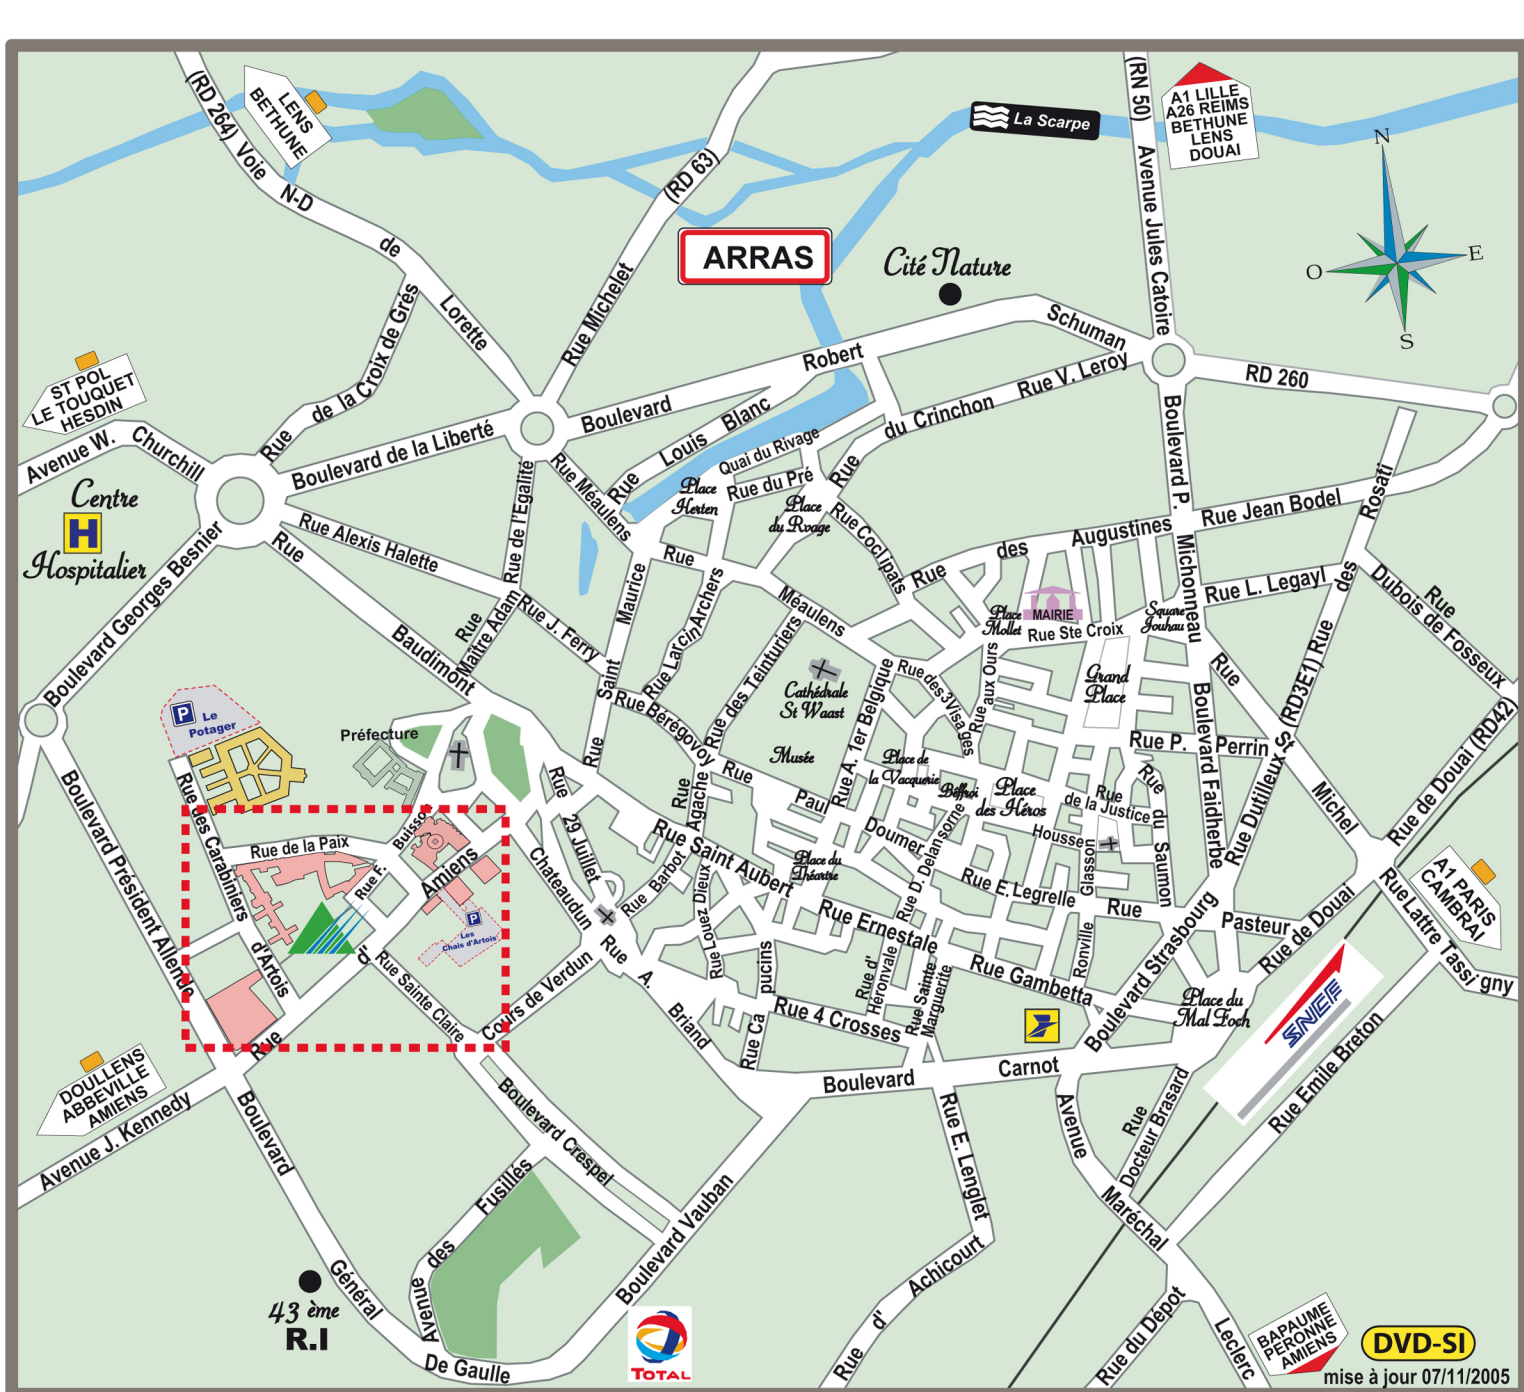 (RD 264) Voie N-D de Lorette
LENS
BETHUNE
(RD 63)
Rue Michelet
La Scarpe
(RN 50) Avenue Jules Catoire
A1 LILLE
A26 REIMS
BETHUNE
LENS
DOUAI
N
E
O
S
ARRAS
Cité Nature
Boulevard Robert Schuman
RD 260
Rue V. Leroy
Rue du Crinchon
ST POL
LE TOUQUET
HESDIN
Avenue W. Churchill
Rue de la Croix de Grés
Boulevard de la Liberté
Rue Louis Blanc
Quai du Rivage
Rue du Pré
Place
Herten
Place
du Rvage
Rue Coclipats
Centre
H
Hospitalier
Rue Alexis Halette
Rue de l'Egalité
Rue Méaulens
Rue Méaulens
Boulevard P. Michonneau
Rue des Augustines
Rue Jean Bodel
Rue des Rosati
Rue L. Legayl
Rue
Dubois de Fosseux
Boulevard Georges Besnier
Rue Baudimont
Rue
Maître Adam
Rue J. Ferry
Rue Saint Maurice
Rue Larcin Archers
Rue des Teinturiers
Place
Mollet
MAIRIE
Rue Ste Croix
Square
Jouhau
Rue St Michel
Cathédrale
St Waast
Rue A. 1er Belgique
Rue des 3 Visages
Rue aux Ours
Grand
Place
Rue Bérégovoy
P
Le
Potager
Préfecture
Musée
Place de
la Vacquerie
Béffroi
Place
des Héros
Rue P. Perrin
Boulevard Faidherbe
Rue Dutilleux (RD3E1)
Rue de Douai (RD42)
Rue Agache
Rue Paul Doumer
Rue
de la Justice
Rue du Saumon
Housse
Glasson
Rue des Carabiniers d'Artois
Rue de la Paix
Rue F. Buisson
Rue d'Amiens
Rue 29 Juillet
Chateaudun
Rue Barbot
Rue Saint Aubert
Place du
Théartre
Rue D. Delansorne
Rue E. Legrelle
Rue Pasteur
A1 PARIS
CAMBRAI
Boulevard Président Allende
P
Les
Chais d'Artois
Rue Louez Dieux
Rue Ernestale
Rue Gambetta
Ronville
Boulevard Strasbourg
Rue de Douai
Rue Lattre Tassigny
Rue Sainte Claire
Cours de Verdun
Rue A. Briand
Rue Capucins
Rue d'
Héronvale
Rue Sainte
Marguerite
Rue 4 Crosses
Place du
Mal Foch
SNCF
Rue Emile Breton
DOULLENS
ABBEVILLE
AMIENS
Avenue J. Kennedy
Boulevard Carnot
Boulevard Crespel
Avenue des Fusillés
Boulevard Vauban
Rue E. Lenglet
Rue
Docteur Brasard
Avenue Maréchal Leclerc
Rue d'Achicourt
Rue du Dépot
Boulevard Général De Gaulle
43 ème
R.I
TOTAL
BAPAUME
PERONNE
AMIENS
DVD-SI
mise à jour 07/11/2005